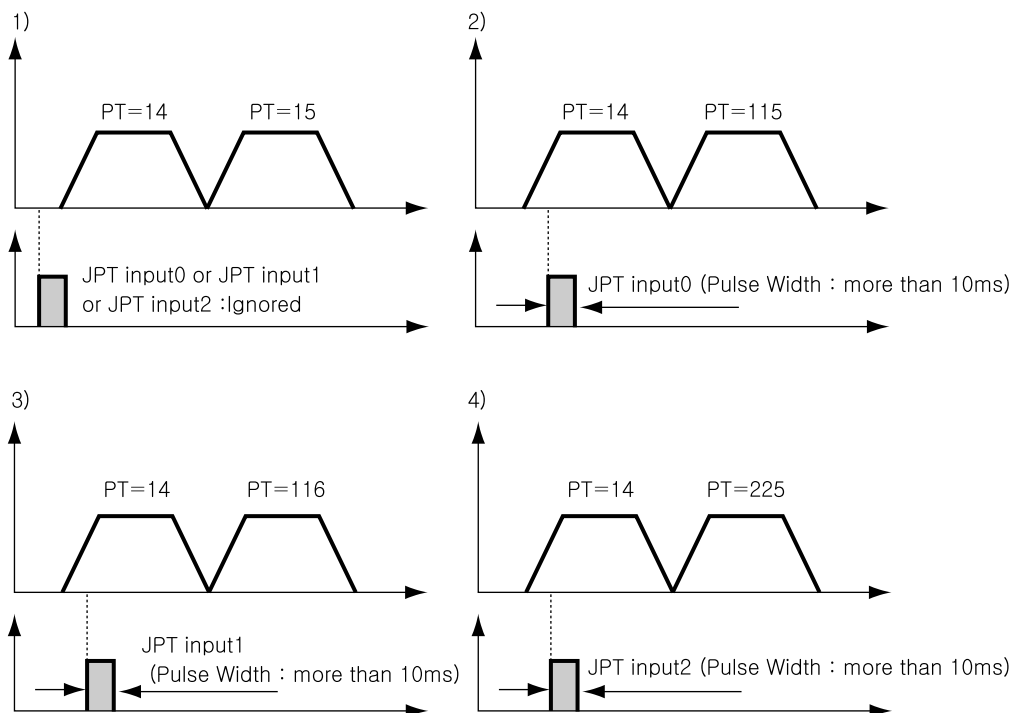 1)
PT=14
PT=15
JPT input0 or JPT input1
or JPT input2 :Ignored
2)
PT=14
PT=115
JPT input0 (Pulse Width : more than 10ms)
3)
PT=14
PT=116
JPT input1
(Pulse Width : more than 10ms)
4)
PT=14
PT=225
JPT input2 (Pulse Width : more than 10ms)